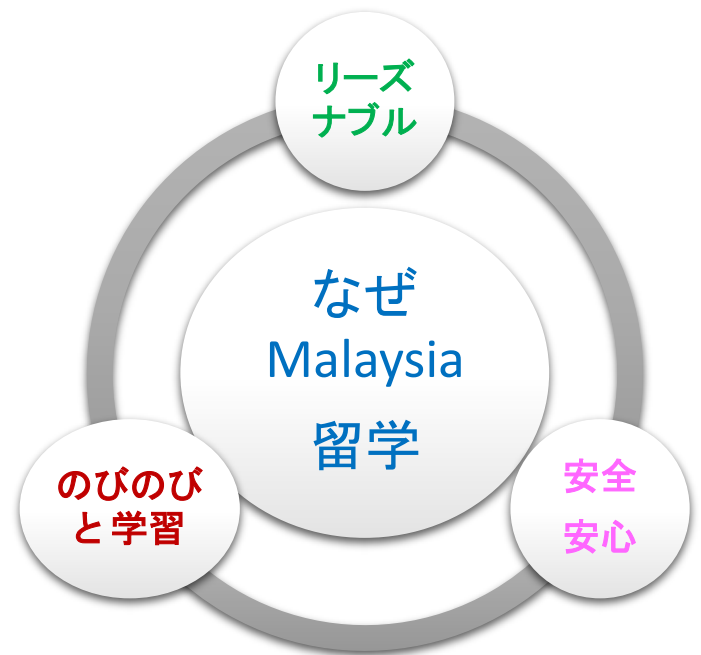 リーズ
ナブル
なぜ
Malaysia
留学
のびのび
と学習
安全
安心